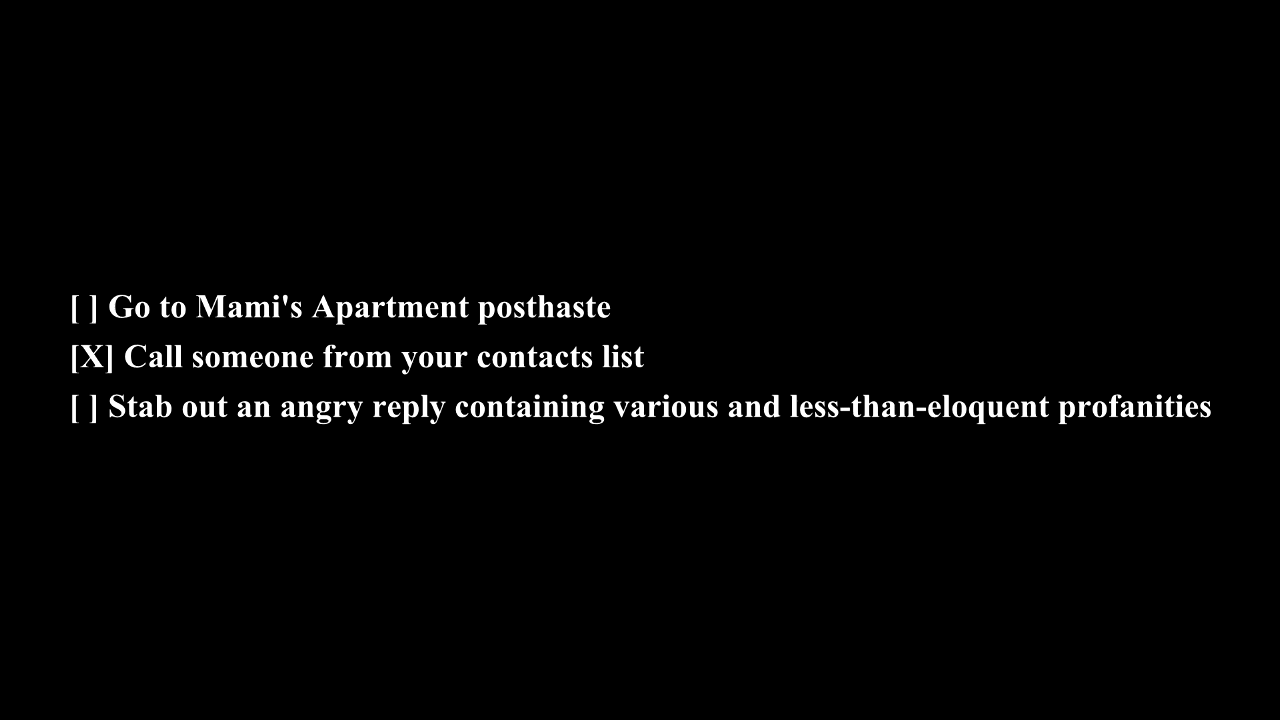 [ ] Go to Mami's Apartment posthaste
[X] Call someone from your contacts list
[ ] Stab out an angry reply containing various and less-than-eloquent profanities